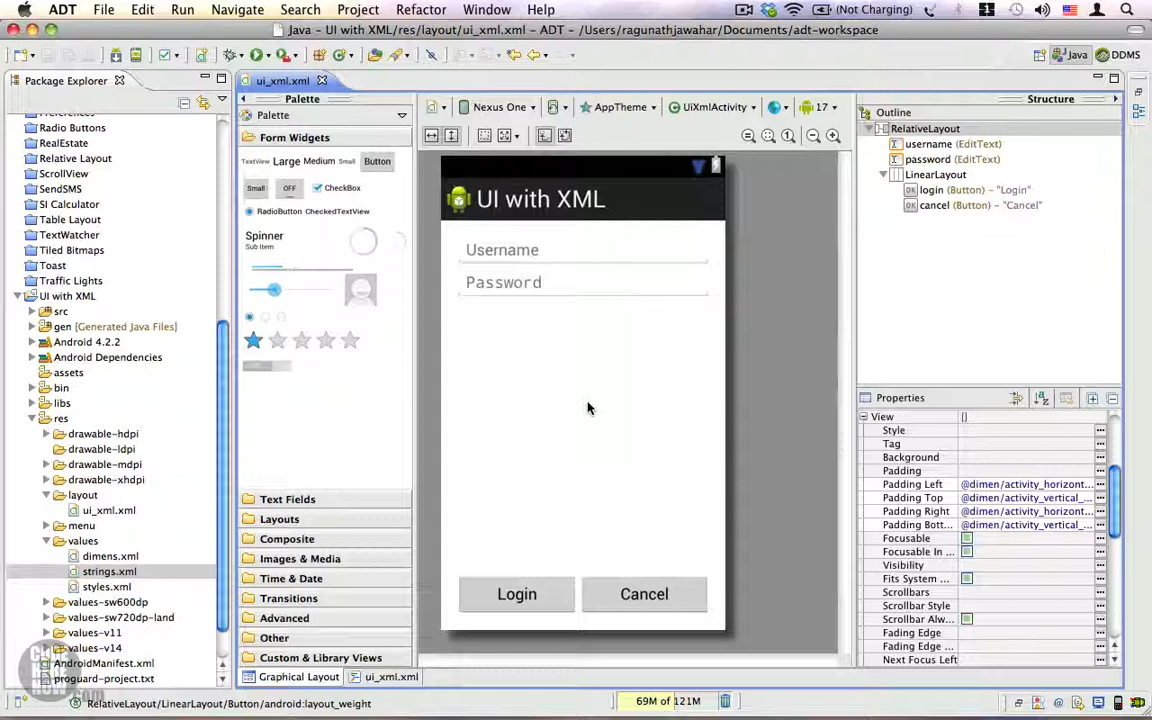 ADT File Edit Run Navigate Search Project Refactor Window Help (Not Charging)
Java – UI with XML/res/layout/ui_xml.xml – ADT – /Users/ragunathjawahar/Documents/adt-workspace
Java DDMS
Package Explorer
Preferences
Radio Buttons
RealEstate
Relative Layout
ScrollView
SendSMS
SI Calculator
Table Layout
TextWatcher
Tiled Bitmaps
Toast
Traffic Lights
UI with XML
src
gen [Generated Java Files]
Android 4.2.2
Android Dependencies
assets
bin
libs
res
drawable-hdpi
drawable-ldpi
drawable-mdpi
drawable-xhdpi
layout
ui_xml.xml
menu
values
dimens.xml
strings.xml
styles.xml
values-sw600dp
values-sw720dp-land
values-v11
values-v14
AndroidManifest.xml
proguard-project.txt
ui_xml.xml
Palette
Palette
Form Widgets
TextView Large Medium Small Button
Small OFF CheckBox
RadioButton CheckedTextView
Spinner
Sub Item
Text Fields
Layouts
Composite
Images & Media
Time & Date
Transitions
Advanced
Other
Custom & Library Views
Graphical Layout ui_xml.xml
Nexus One AppTheme UiXmlActivity 17
UI with XML
Username
Password
Login Cancel
Structure
Outline
RelativeLayout
username (EditText)
password (EditText)
LinearLayout
login (Button) – "Login"
cancel (Button) – "Cancel"
Properties
View []
Style
Tag
Background
Padding
Padding Left @dimen/activity_horizont...
Padding Top @dimen/activity_vertical_...
Padding Right @dimen/activity_horizont...
Padding Bott... @dimen/activity_vertical_...
Focusable
Focusable In ...
Visibility
Fits System ...
Scrollbars
Scrollbar Style
Scrollbar Alw...
Fading Edge
Fading Edge ...
Next Focus Left
RelativeLayout/LinearLayout/Button/android:layout_weight
69M of 121M